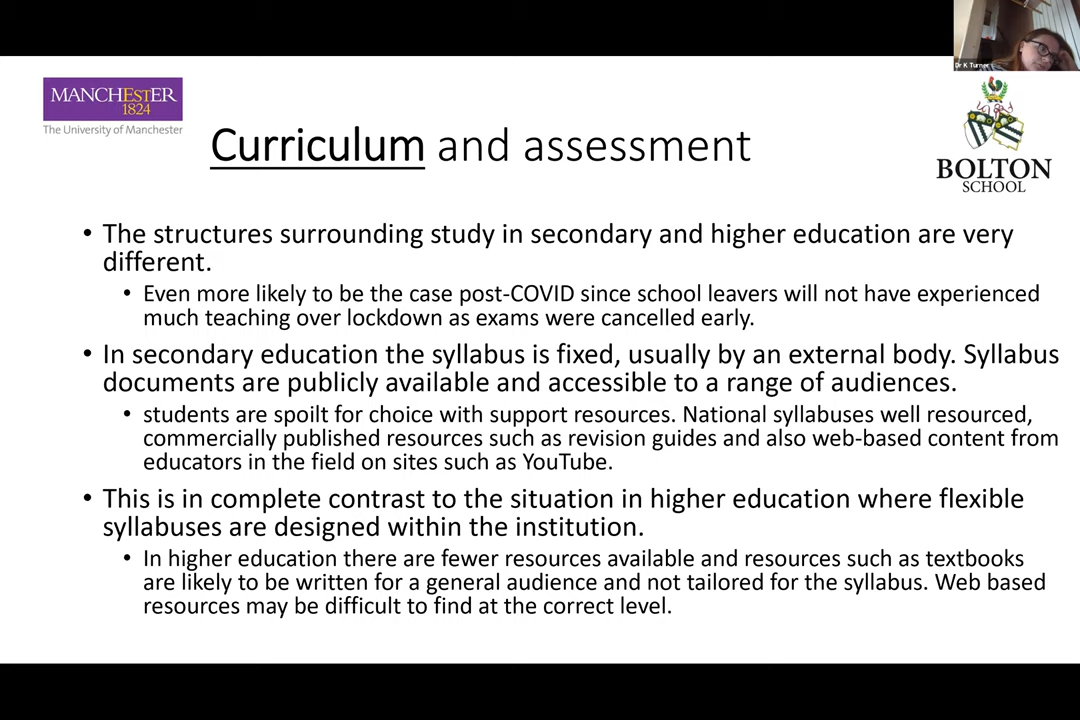 Dr K Turner
MANCHESTER
1824
The University of Manchester
Curriculum and assessment
BOLTON
SCHOOL
• The structures surrounding study in secondary and higher education are very
different.
• Even more likely to be the case post-COVID since school leavers will not have experienced
much teaching over lockdown as exams were cancelled early.
• In secondary education the syllabus is fixed, usually by an external body. Syllabus
documents are publicly available and accessible to a range of audiences.
• students are spoilt for choice with support resources. National syllabuses well resourced,
commercially published resources such as revision guides and also web-based content from
educators in the field on sites such as YouTube.
• This is in complete contrast to the situation in higher education where flexible
syllabuses are designed within the institution.
• In higher education there are fewer resources available and resources such as textbooks
are likely to be written for a general audience and not tailored for the syllabus. Web based
resources may be difficult to find at the correct level.